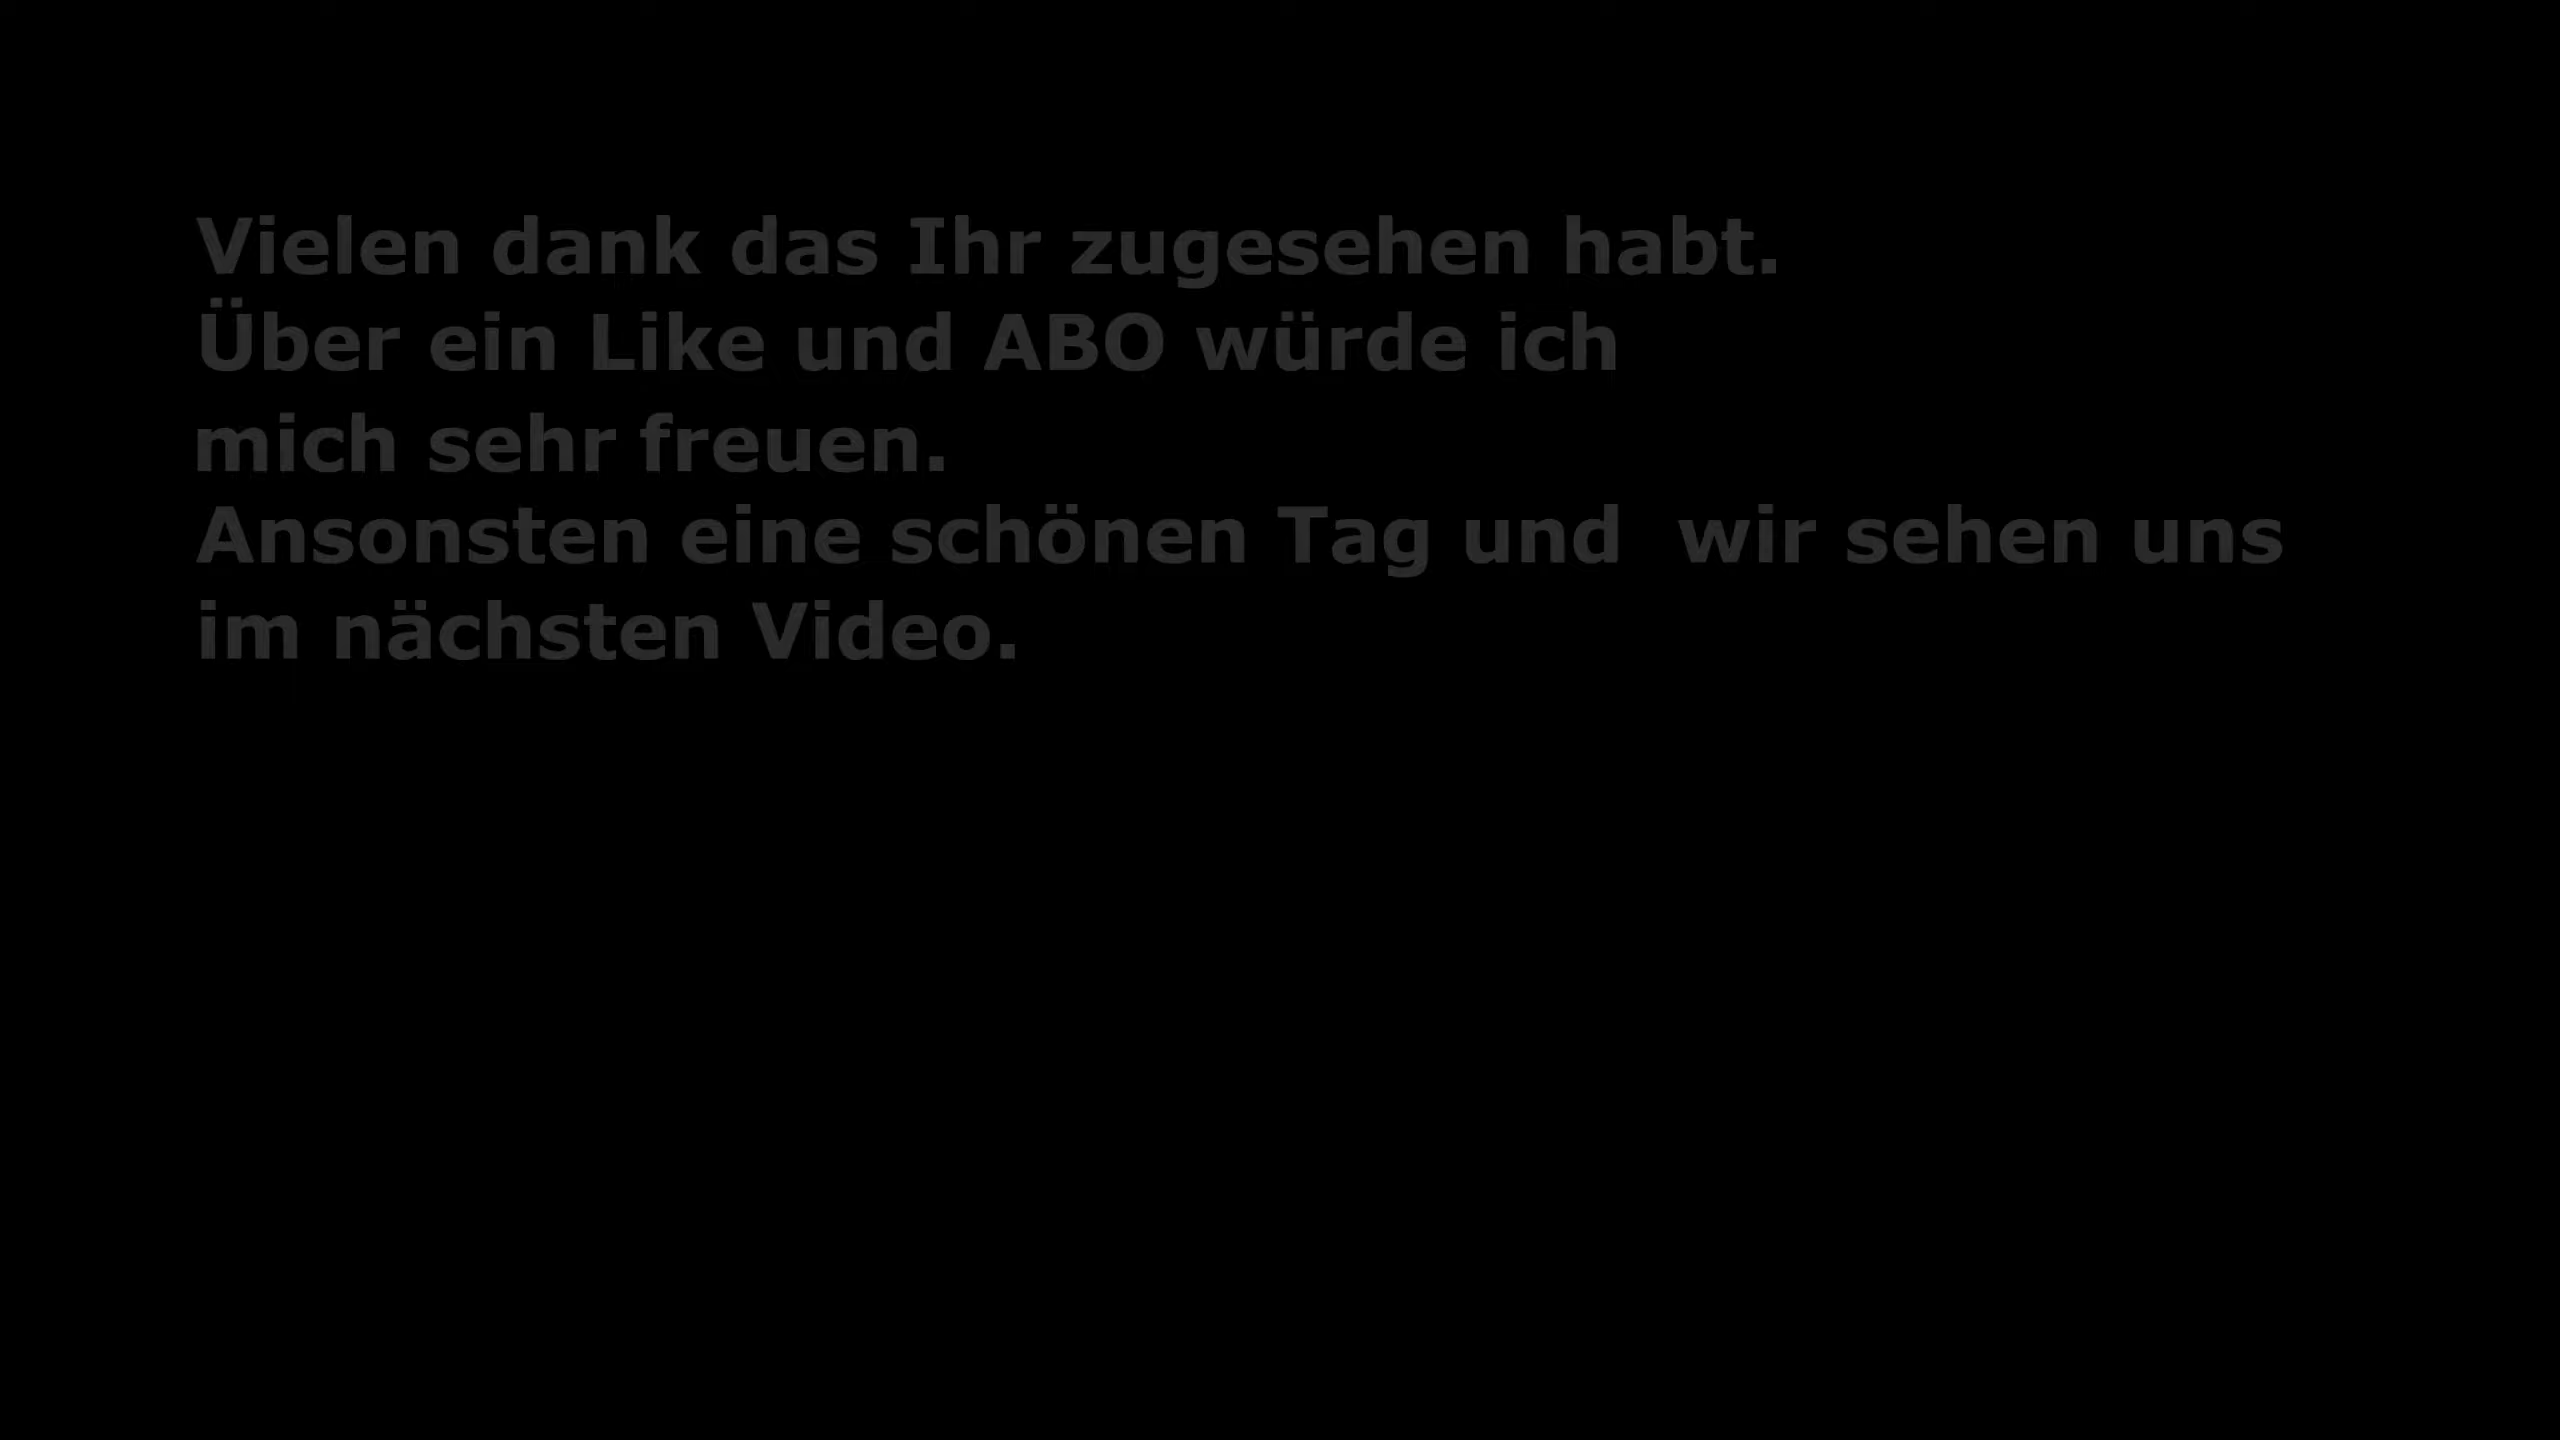 Vielen dank das Ihr zugesehen habt.
Über ein Like und ABO würde ich
mich sehr freuen.
Ansonsten eine schönen Tag und  wir sehen uns
im nächsten Video.